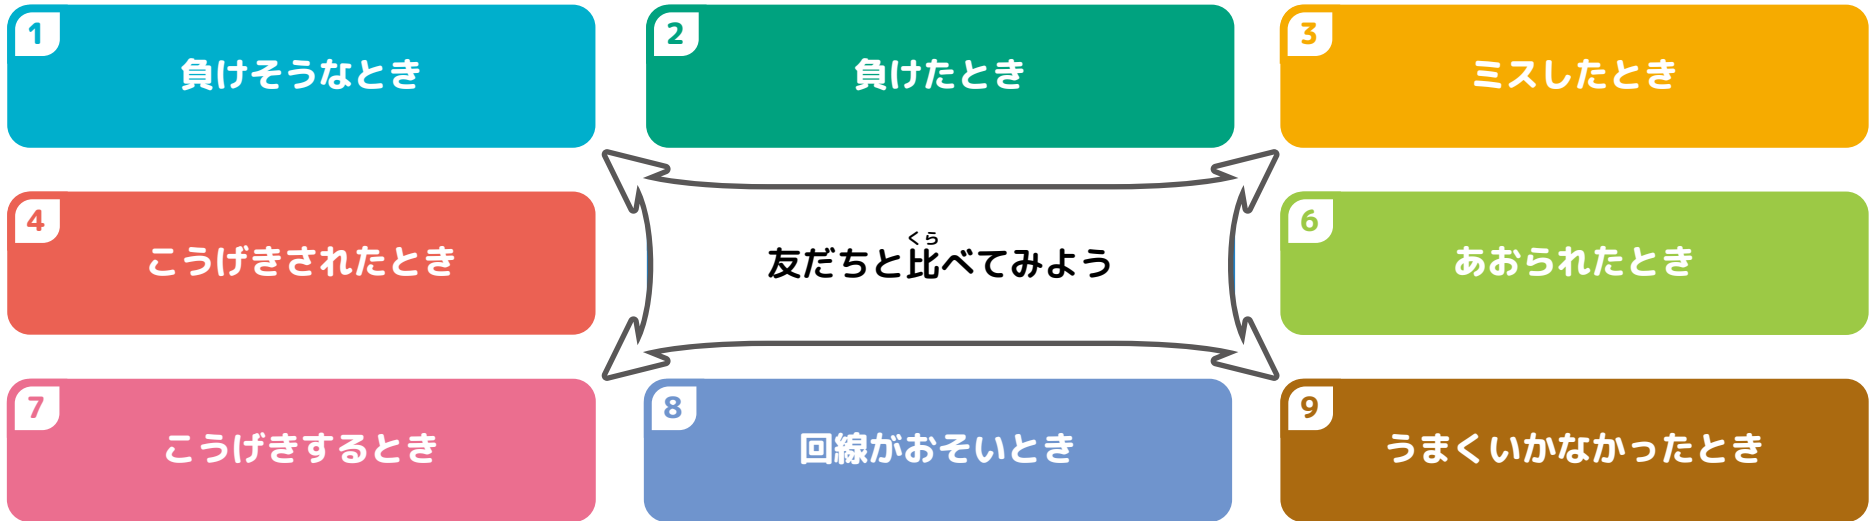 1
負けそうなとき
2
負けたとき
3
ミスしたとき
4
こうげきされたとき
くら
友だちと比べてみよう
6
あおられたとき
7
こうげきするとき
8
回線がおそいとき
9
うまくいかなかったとき